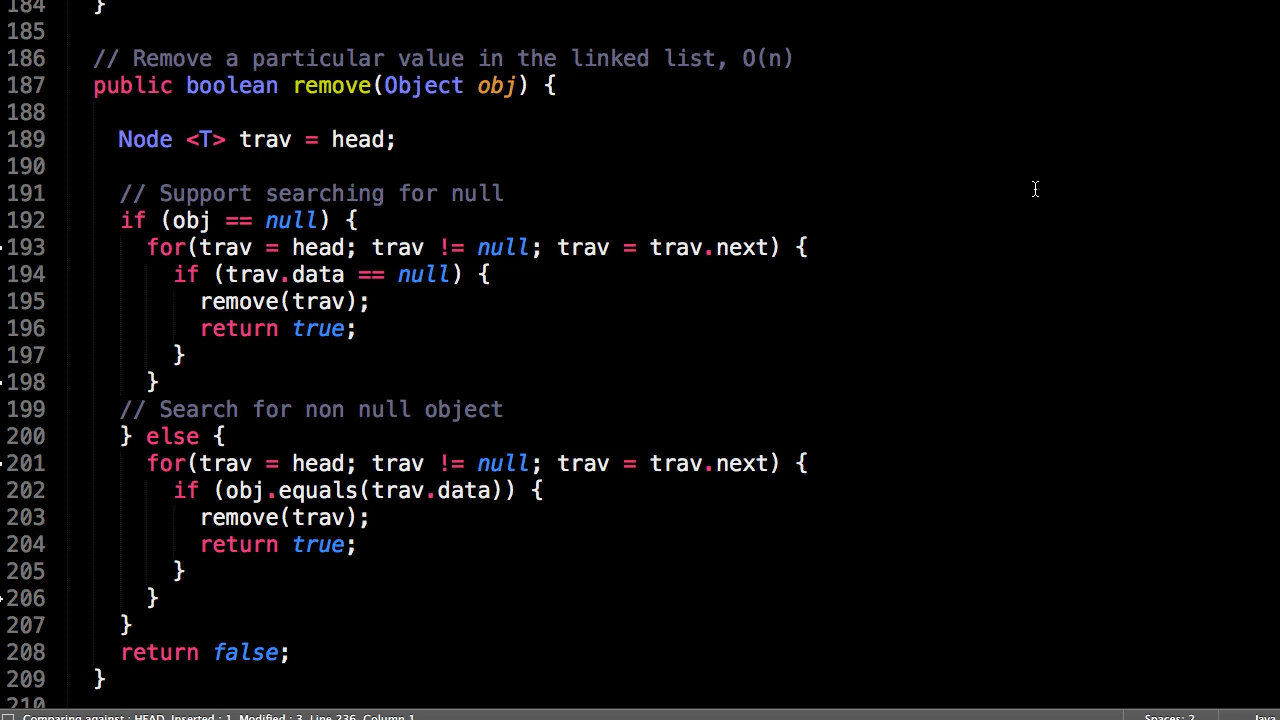 184 }
185
186 // Remove a particular value in the linked list, O(n)
187 public boolean remove(Object obj) {
188
189 Node <T> trav = head;
190
191 // Support searching for null
192 if (obj == null) {
193 for(trav = head; trav != null; trav = trav.next) {
194 if (trav.data == null) {
195 remove(trav);
196 return true;
197 }
198 }
199 // Search for non null object
200 } else {
201 for(trav = head; trav != null; trav = trav.next) {
202 if (obj.equals(trav.data)) {
203 remove(trav);
204 return true;
205 }
206 }
207 }
208 return false;
209 }
210
Comparing against : HEAD, Inserted : 1, Modified : 3, Line 236, Column 1 Spaces: 2 Java